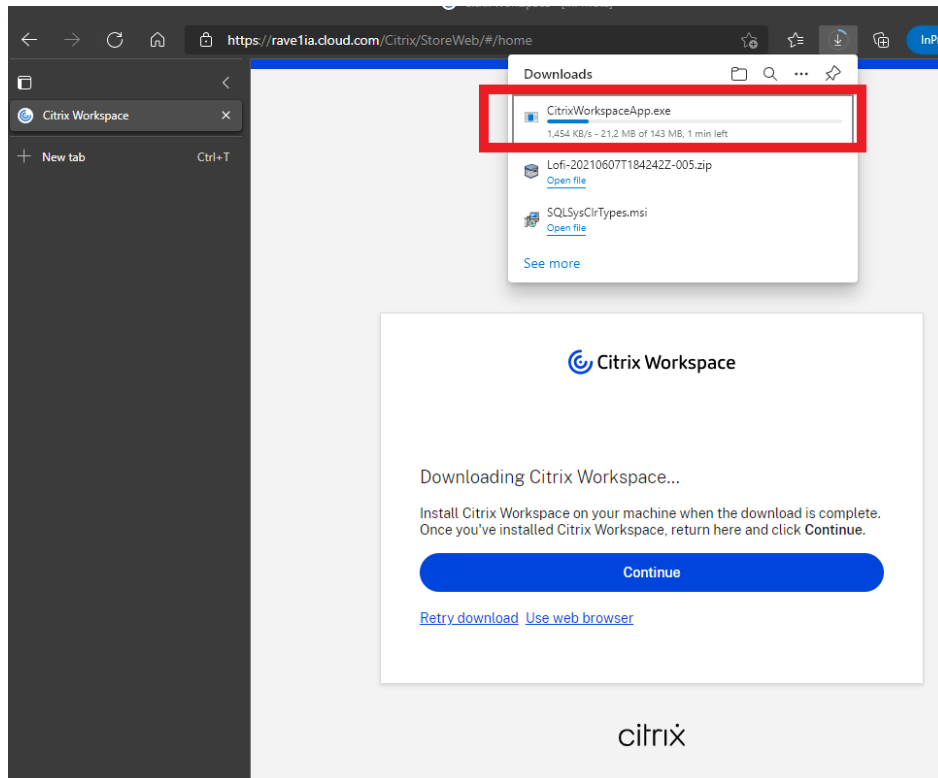 https://rave1ia.cloud.com/Citrix/StoreWeb/#/home
InP
Citrix Workspace
New tab Ctrl+T
Downloads
CitrixWorkspaceApp.exe
1,454 KB/s - 21.2 MB of 143 MB, 1 min left
Lofi-20210607T184242Z-005.zip
Open file
SQLSysClrTypes.msi
Open file
See more
Citrix Workspace
Downloading Citrix Workspace...
Install Citrix Workspace on your machine when the download is complete.
Once you've installed Citrix Workspace, return here and click Continue.
Continue
Retry download Use web browser
citrix